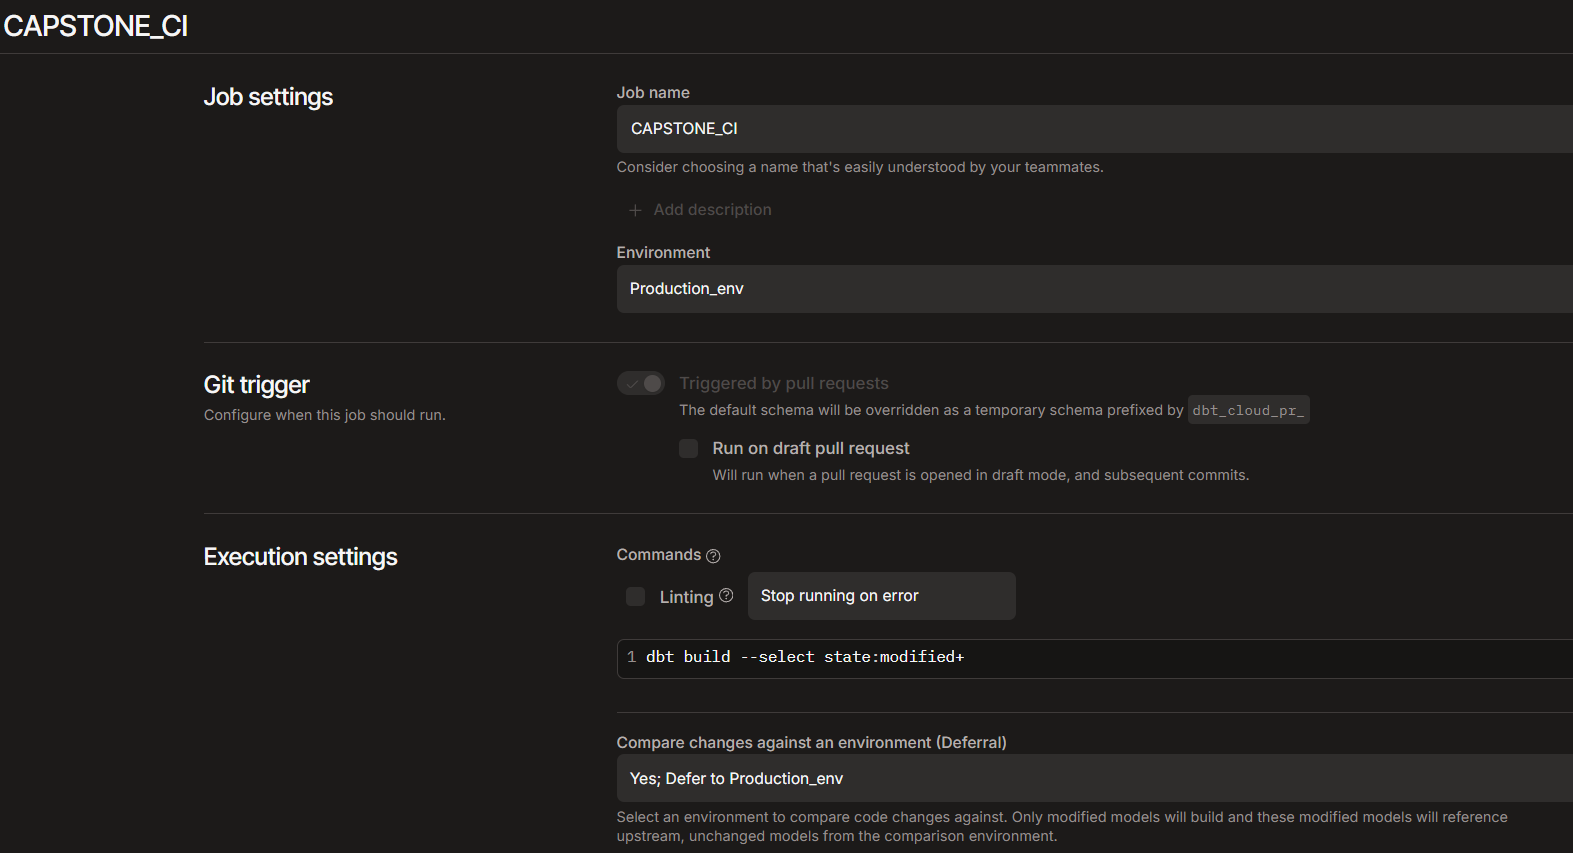 CAPSTONE_CI
Job settings
Job name
CAPSTONE_CI
Consider choosing a name that's easily understood by your teammates.
+ Add description
Environment
Production_env
Git trigger
Configure when this job should run.
Triggered by pull requests
The default schema will be overridden as a temporary schema prefixed by dbt_cloud_pr_
Run on draft pull request
Will run when a pull request is opened in draft mode, and subsequent commits.
Execution settings
Commands ?
Linting ? Stop running on error
1 dbt build --select state:modified+
Compare changes against an environment (Deferral)
Yes; Defer to Production_env
Select an environment to compare code changes against. Only modified models will build and these modified models will reference
upstream, unchanged models from the comparison environment.